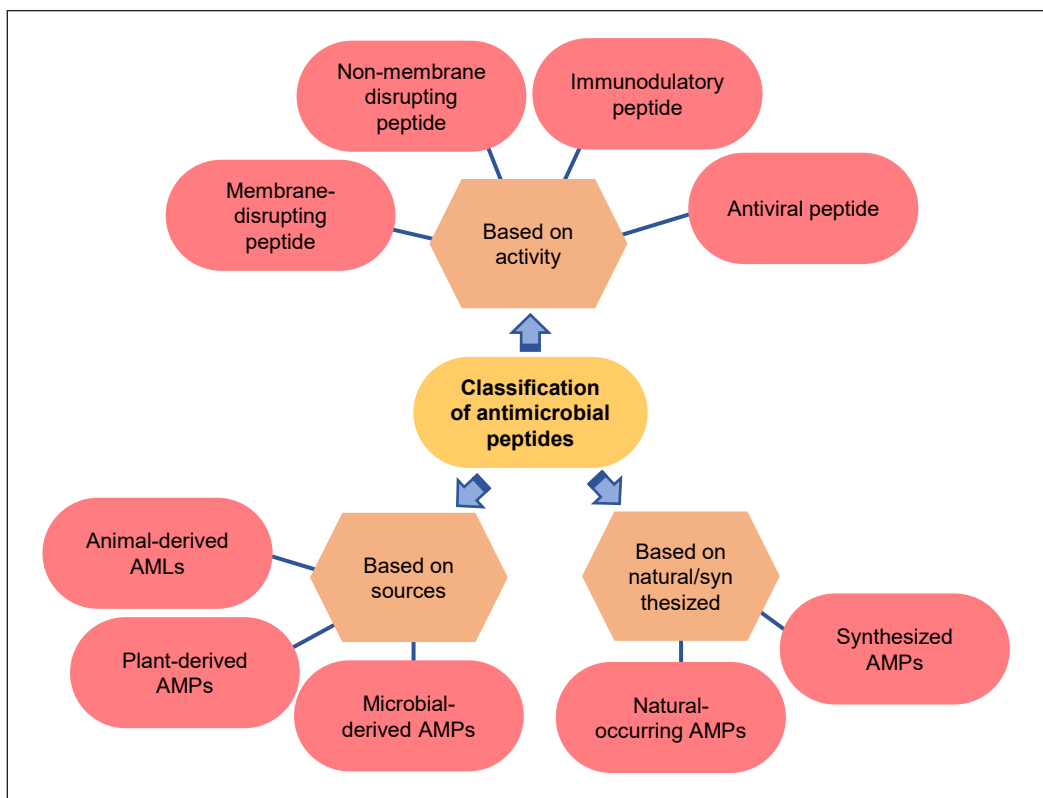 Non-membrane
disrupting
peptide
Immunodulatory
peptide
Membrane-
disrupting
peptide
Antiviral peptide
Based on
activity
Classification
of antimicrobial
peptides
Animal-derived
AMLs
Based on
sources
Based on
natural/syn
thesized
Plant-derived
AMPs
Microbial-
derived AMPs
Natural-
occurring AMPs
Synthesized
AMPs